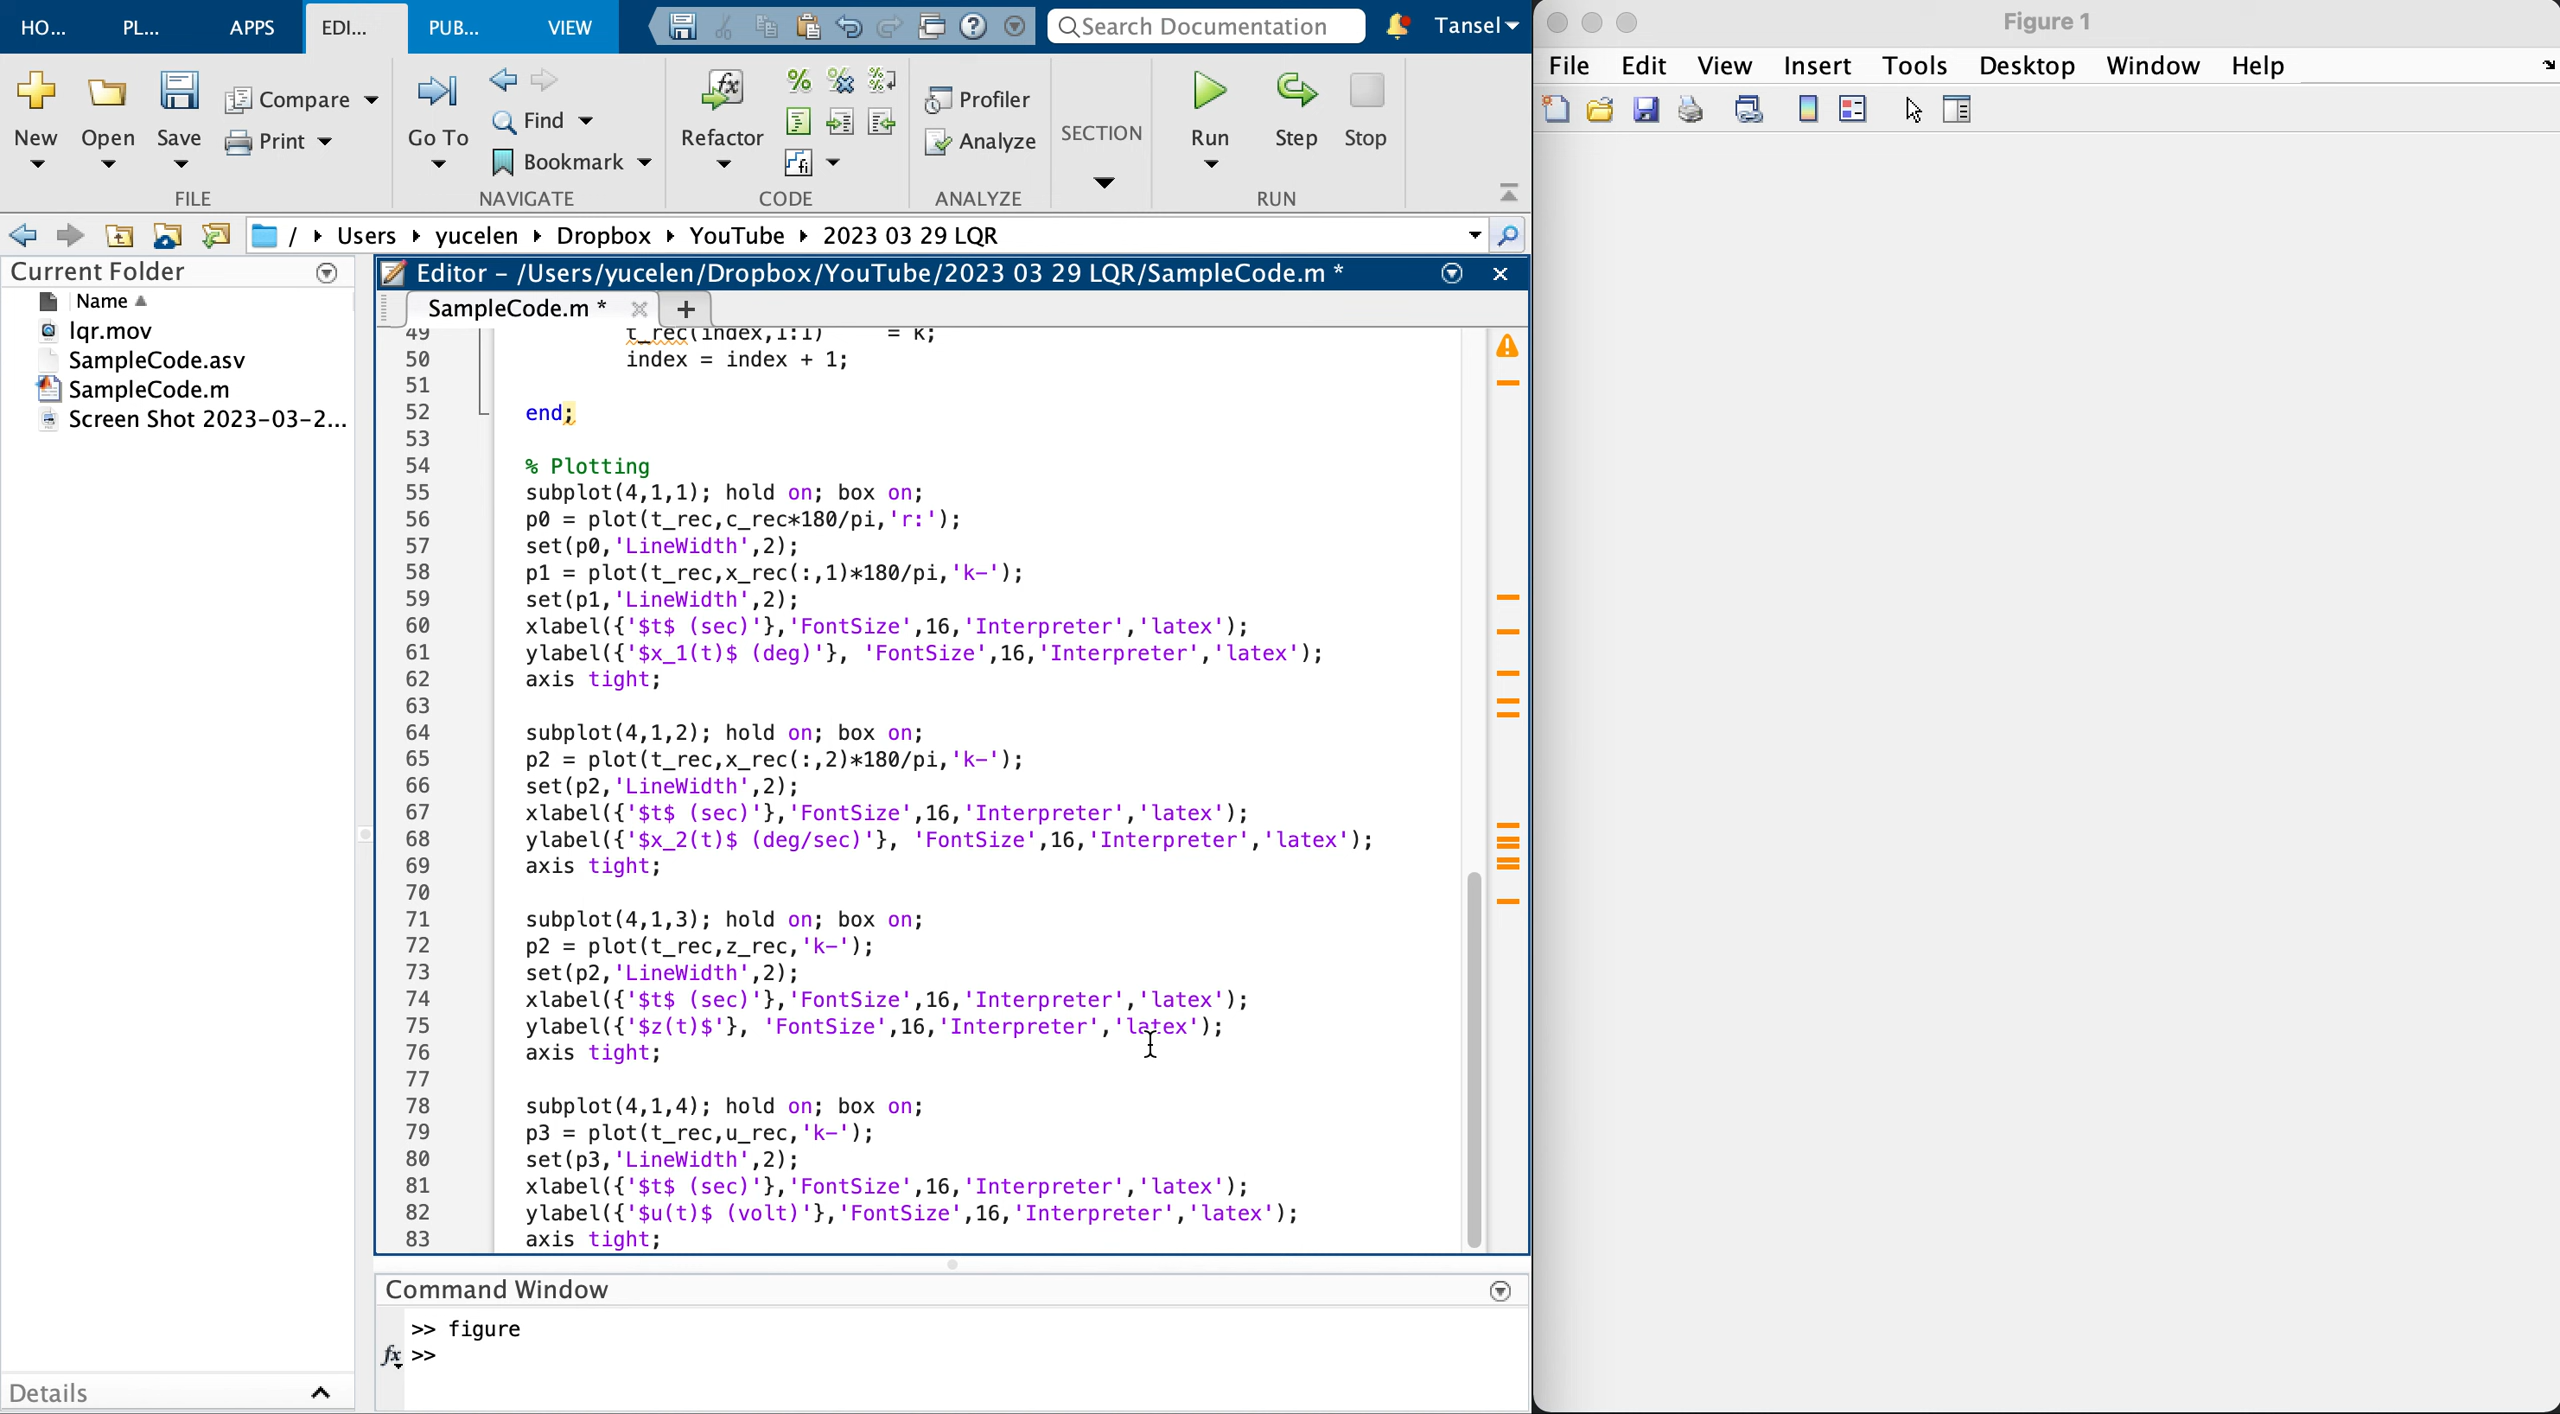 HO... PL... APPS EDI... PUB... VIEW Search Documentation Tansel
New Open Save Compare Print
FILE
Go To Find Bookmark
NAVIGATE
Refactor
CODE
Profiler Analyze
ANALYZE
SECTION
Run Step Stop
RUN
/ Users yucelen Dropbox YouTube 2023 03 29 LQR
Current Folder
Name
lqr.mov
SampleCode.asv
SampleCode.m
Screen Shot 2023-03-2...
Details
Editor - /Users/yucelen/Dropbox/YouTube/2023 03 29 LQR/SampleCode.m *
SampleCode.m *
49 t_rec(index,1:1) = k;
50 index = index + 1;
51
52 end;
53
54 % Plotting
55 subplot(4,1,1); hold on; box on;
56 p0 = plot(t_rec,c_rec*180/pi,'r:');
57 set(p0,'LineWidth',2);
58 p1 = plot(t_rec,x_rec(:,1)*180/pi,'k-');
59 set(p1,'LineWidth',2);
60 xlabel({'$t$ (sec)'},'FontSize',16,'Interpreter','latex');
61 ylabel({'$x_1(t)$ (deg)'}, 'FontSize',16,'Interpreter','latex');
62 axis tight;
63
64 subplot(4,1,2); hold on; box on;
65 p2 = plot(t_rec,x_rec(:,2)*180/pi,'k-');
66 set(p2,'LineWidth',2);
67 xlabel({'$t$ (sec)'},'FontSize',16,'Interpreter','latex');
68 ylabel({'$x_2(t)$ (deg/sec)'}, 'FontSize',16,'Interpreter','latex');
69 axis tight;
70
71 subplot(4,1,3); hold on; box on;
72 p2 = plot(t_rec,z_rec,'k-');
73 set(p2,'LineWidth',2);
74 xlabel({'$t$ (sec)'},'FontSize',16,'Interpreter','latex');
75 ylabel({'$z(t)$'}, 'FontSize',16,'Interpreter','latex');
76 axis tight;
77
78 subplot(4,1,4); hold on; box on;
79 p3 = plot(t_rec,u_rec,'k-');
80 set(p3,'LineWidth',2);
81 xlabel({'$t$ (sec)'},'FontSize',16,'Interpreter','latex');
82 ylabel({'$u(t)$ (volt)'},'FontSize',16,'Interpreter','latex');
83 axis tight;
Command Window
>> figure
fx >>
Figure 1
File Edit View Insert Tools Desktop Window Help